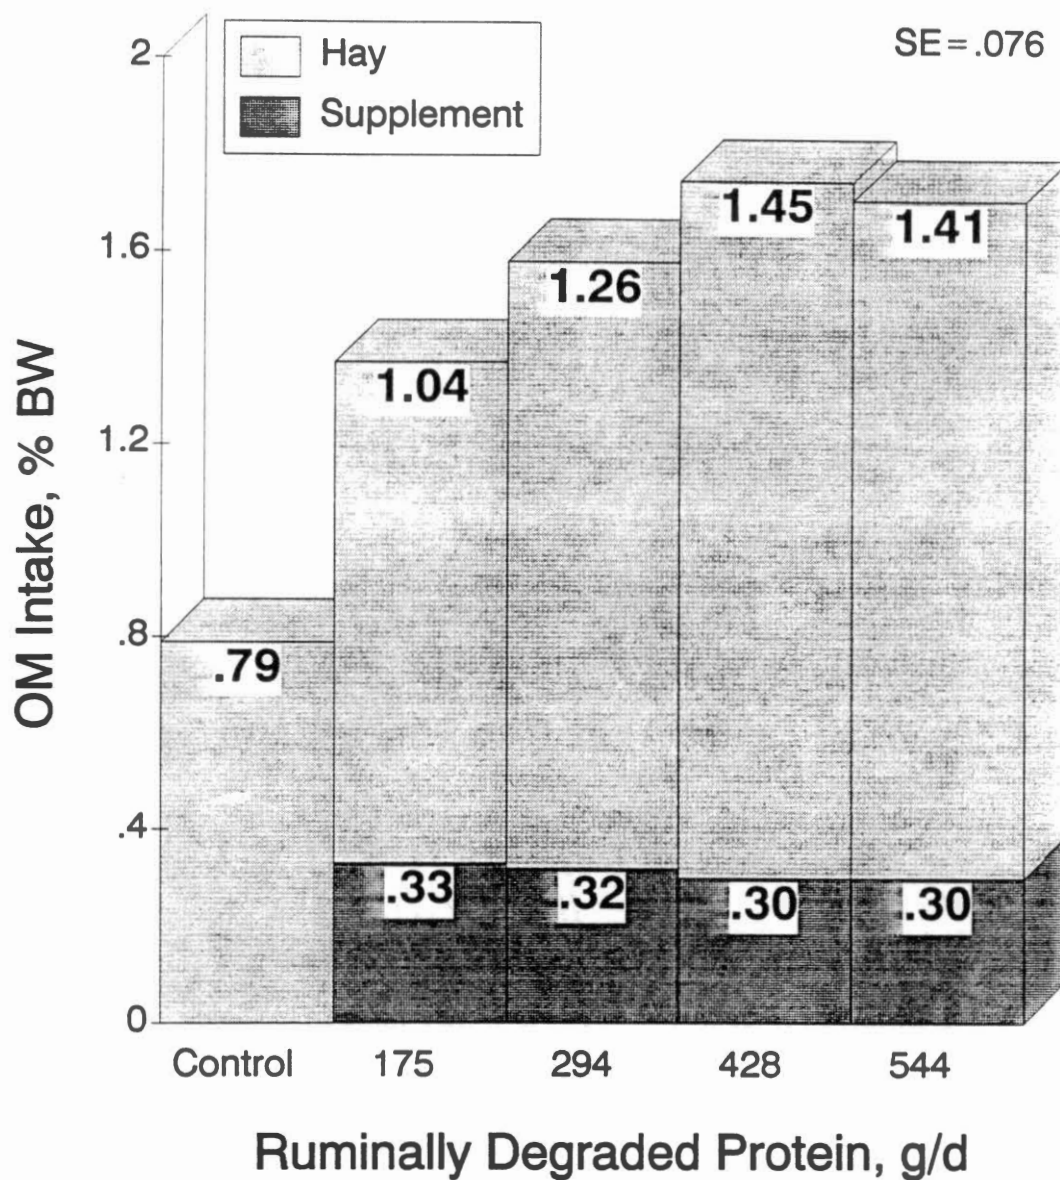 SE=.076
Hay
Supplement
OM Intake, % BW
2
1.6
1.2
.8
.4
0
.79
1.04
1.26
1.45
1.41
.33
.32
.30
.30
Control 175 294 428 544
Ruminally Degraded Protein, g/d